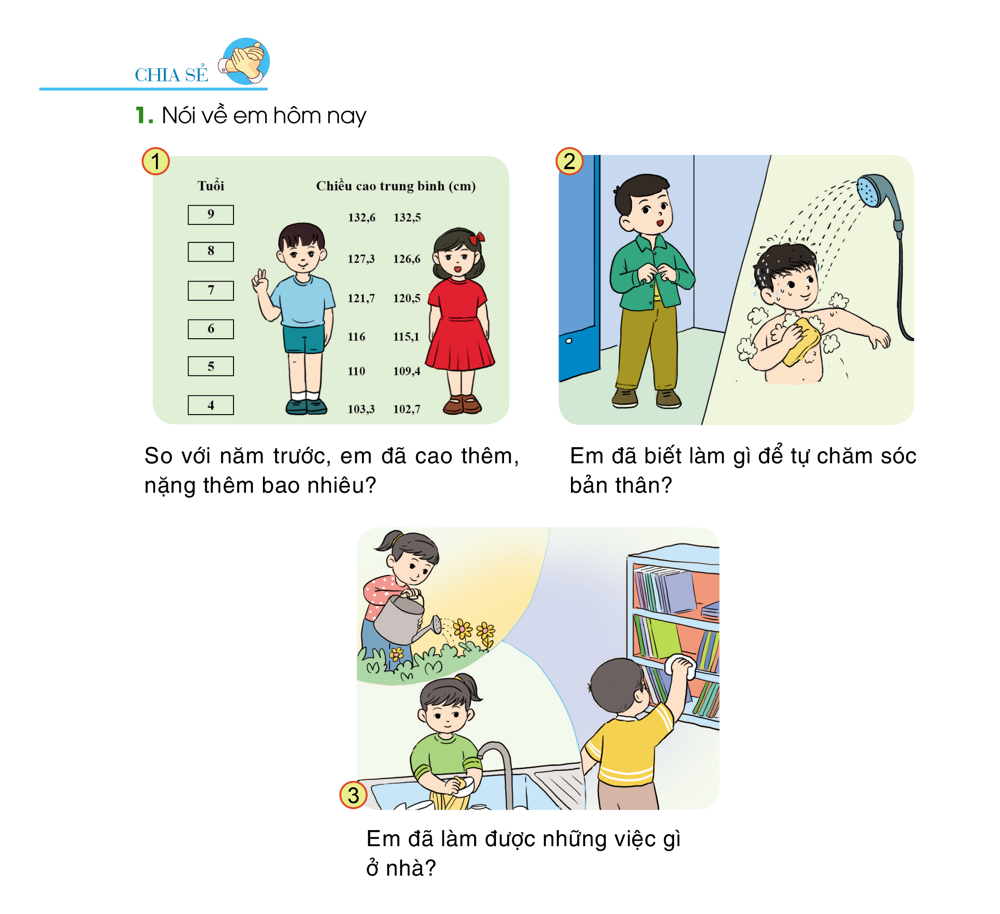 CHIA SẺ
1. Nói về em hôm nay
1
Tuổi Chiều cao trung bình (cm)
9 132,6 132,5
8 127,3 126,6
7 121,7 120,5
6 116 115,1
5 110 109,4
4 103,3 102,7
So với năm trước, em đã cao thêm,
nặng thêm bao nhiêu?
2
Em đã biết làm gì để tự chăm sóc
bản thân?
3
Em đã làm được những việc gì
ở nhà?